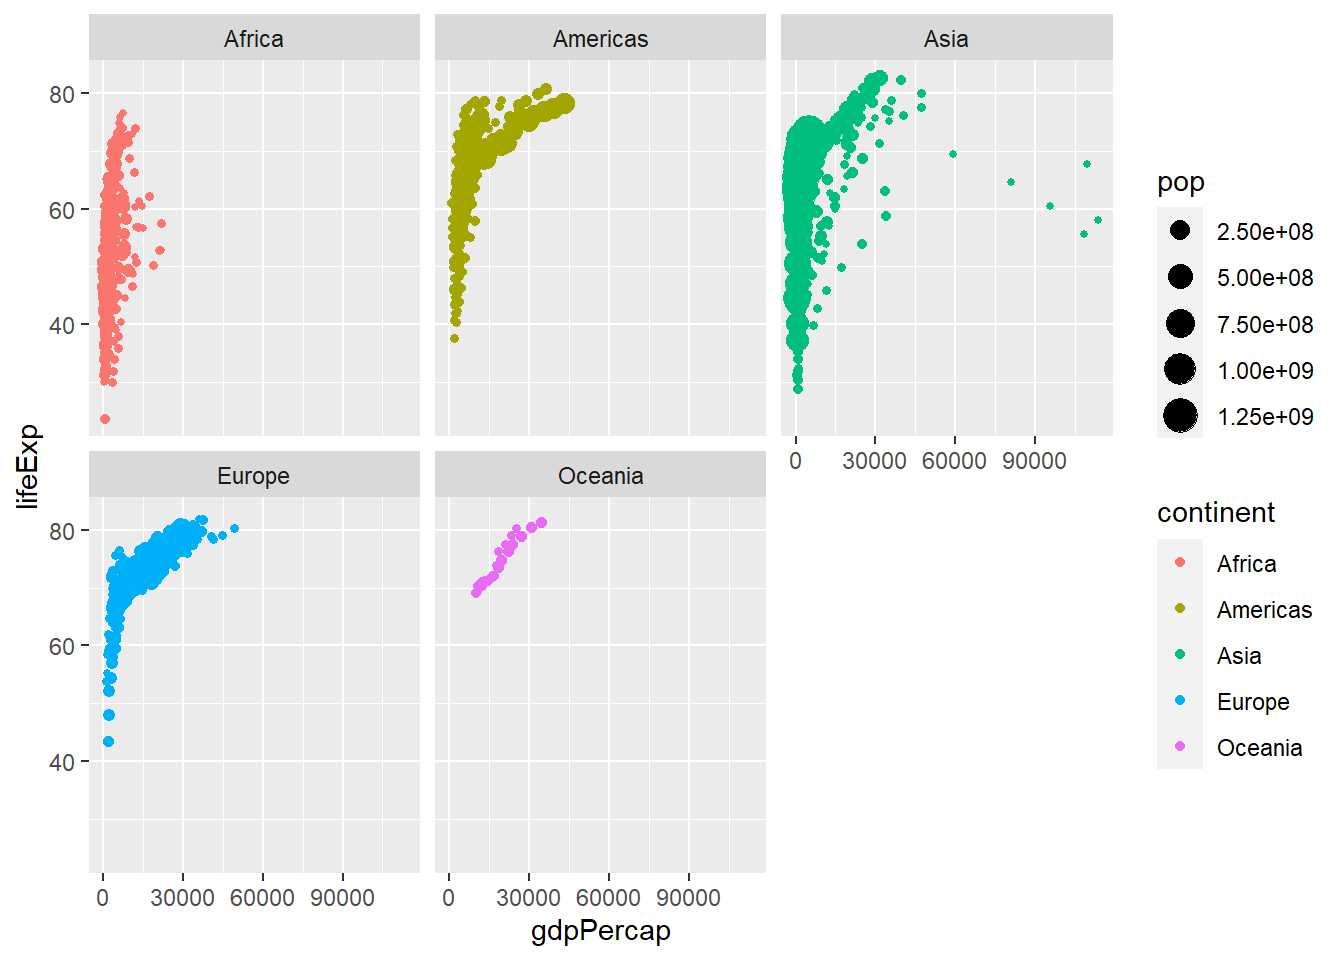 Africa
Americas
Asia
80
60
40
0 30000 60000 90000
Europe
Oceania
80
60
40
0 30000 60000 90000
0 30000 60000 90000
gdpPercap
lifeExp
pop
2.50e+08
5.00e+08
7.50e+08
1.00e+09
1.25e+09
continent
Africa
Americas
Asia
Europe
Oceania